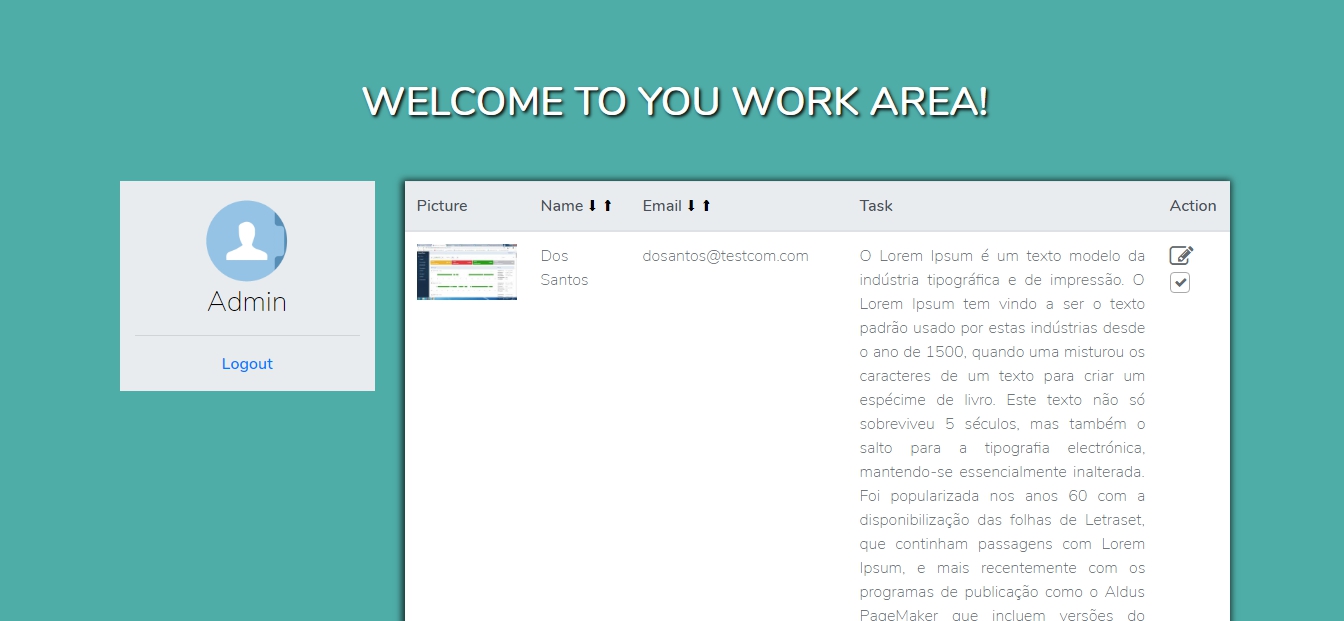 WELCOME TO YOU WORK AREA!
Admin
Logout
Picture Name Email Task Action
Dos
Santos
dosantos@testcom.com
O Lorem Ipsum é um texto modelo da
indústria tipográfica e de impressão. O
Lorem Ipsum tem vindo a ser o texto
padrão usado por estas indústrias desde
o ano de 1500, quando uma misturou os
caracteres de um texto para criar um
espécime de livro. Este texto não só
sobreviveu 5 séculos, mas também o
salto para a tipografia electrónica,
mantendo-se essencialmente inalterada.
Foi popularizada nos anos 60 com a
disponibilização das folhas de Letraset,
que continham passagens com Lorem
Ipsum, e mais recentemente com os
programas de publicação como o Aldus
PageMaker que incluem versões do